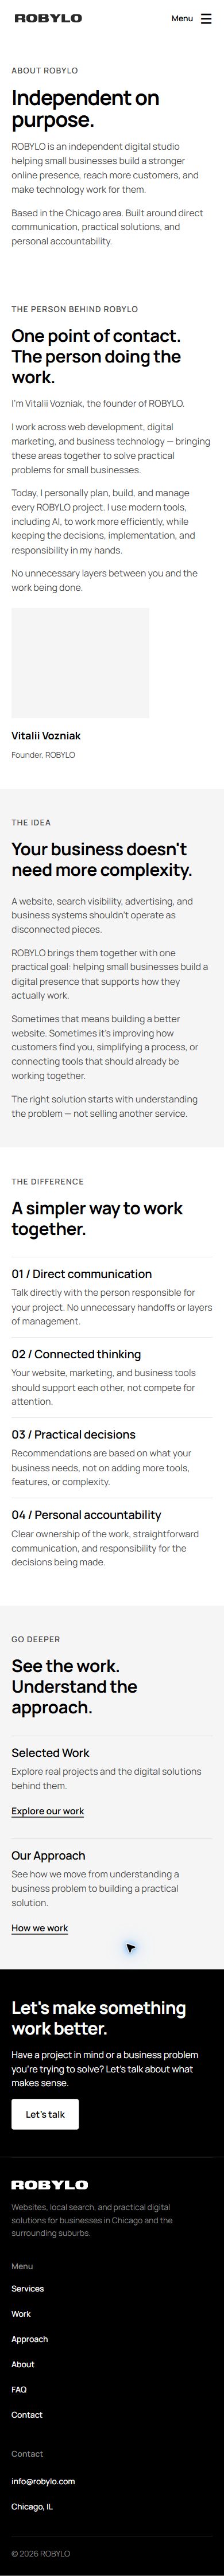 ROBYLO
Menu
ABOUT ROBYLO
Independent on
purpose.
ROBYLO is an independent digital studio
helping small businesses build a stronger
online presence, reach more customers, and
make technology work for them.
Based in the Chicago area. Built around direct
communication, practical solutions, and
personal accountability.
THE PERSON BEHIND ROBYLO
One point of contact.
The person doing the
work.
I'm Vitalii Vozniak, the founder of ROBYLO.
I work across web development, digital
marketing, and business technology — bringing
these areas together to solve practical
problems for small businesses.
Today, I personally plan, build, and manage
every ROBYLO project. I use modern tools,
including AI, to work more efficiently, while
keeping the decisions, implementation, and
responsibility in my hands.
No unnecessary layers between you and the
work being done.
Vitalii Vozniak
Founder, ROBYLO
THE IDEA
Your business doesn't
need more complexity.
A website, search visibility, advertising, and
business systems shouldn't operate as
disconnected pieces.
ROBYLO brings them together with one
practical goal: helping small businesses build a
digital presence that supports how they
actually work.
Sometimes that means building a better
website. Sometimes it's improving how
customers find you, simplifying a process, or
connecting tools that should already be
working together.
The right solution starts with understanding
the problem — not selling another service.
THE DIFFERENCE
A simpler way to work
together.
01 / Direct communication
Talk directly with the person responsible for
your project. No unnecessary handoffs or layers
of management.
02 / Connected thinking
Your website, marketing, and business tools
should support each other, not compete for
attention.
03 / Practical decisions
Recommendations are based on what your
business needs, not on adding more tools,
features, or complexity.
04 / Personal accountability
Clear ownership of the work, straightforward
communication, and responsibility for the
decisions being made.
GO DEEPER
See the work.
Understand the
approach.
Selected Work
Explore real projects and the digital solutions
behind them.
Explore our work
Our Approach
See how we move from understanding a
business problem to building a practical
solution.
How we work
Let's make something
work better.
Have a project in mind or a business problem
you're trying to solve? Let's talk about what
makes sense.
Let's talk
ROBYLO
Websites, local search, and practical digital
solutions for businesses in Chicago and the
surrounding suburbs.
Menu
Services
Work
Approach
About
FAQ
Contact
Contact
info@robylo.com
Chicago, IL
© 2026 ROBYLO